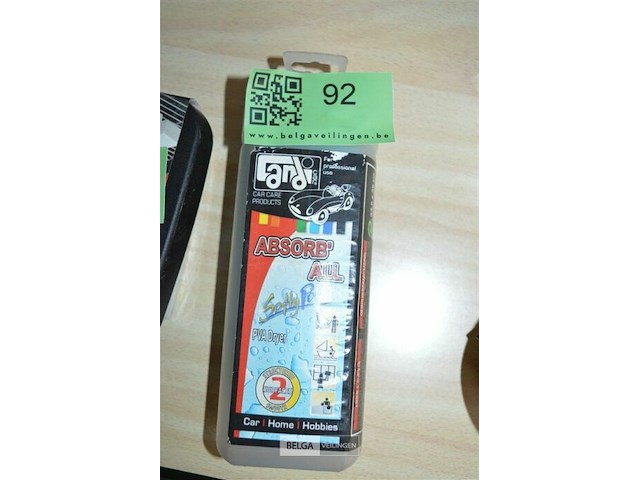 92
www.belgaveilingen.be
Candi
CAR CARE
PRODUCTS
For
professional
use
ABSORB'
ALL
PVA Dryer
2
Car | Home | Hobbies
BELGA VEILINGEN